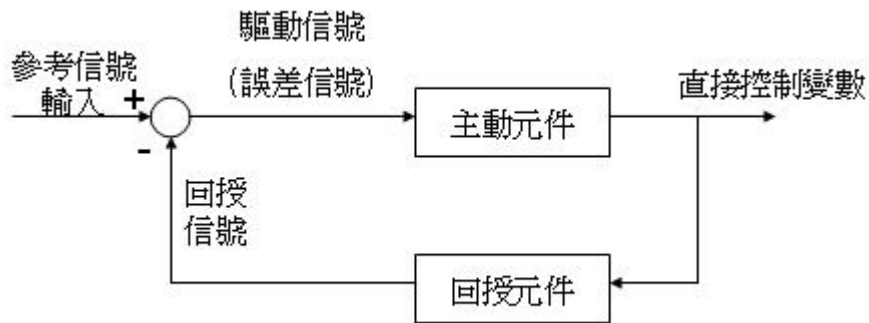 驅動信號
(誤差信號)
參考信號
輸入
+
-
主動元件
直接控制變數
回授
信號
回授元件